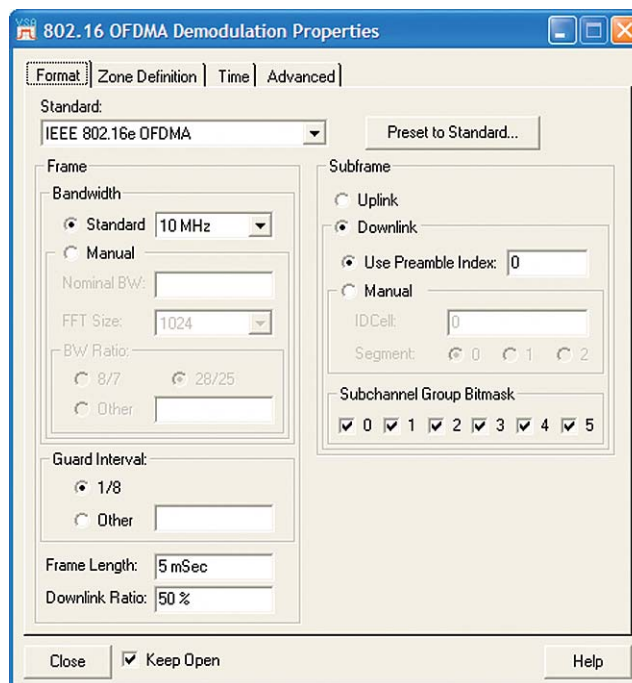 VSA
802.16 OFDMA Demodulation Properties
Format Zone Definition Time Advanced
Standard:
IEEE 802.16e OFDMA
Preset to Standard...
Frame
Bandwidth
Standard 10 MHz
Manual
Nominal BW:
FFT Size: 1024
BW Ratio:
8/7 28/25
Other
Guard Interval:
1/8
Other
Frame Length: 5 mSec
Downlink Ratio: 50 %
Subframe
Uplink
Downlink
Use Preamble Index: 0
Manual
IDCell: 0
Segment: 0 1 2
Subchannel Group Bitmask
0 1 2 3 4 5
Close Keep Open Help